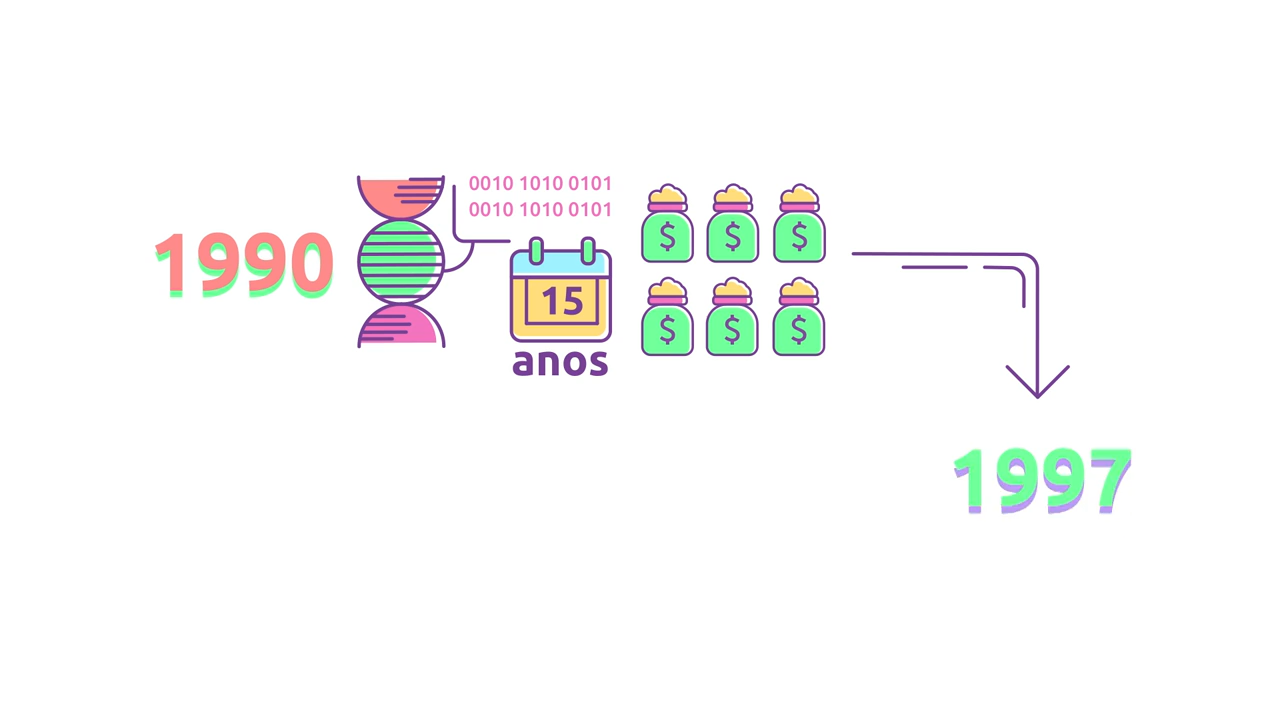 1990
0010 1010 0101
0010 1010 0101
15
anos
$ $ $
$ $ $
1997